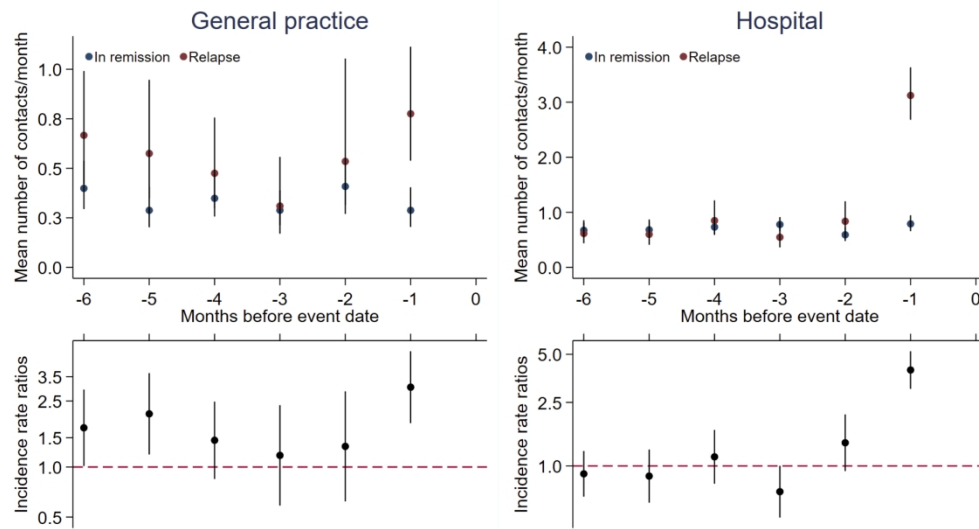 General practice
Mean number of contacts/month
In remission Relapse
1.0
0.8
0.5
0.3
0.0
-6 -5 -4 -3 -2 -1 0
Months before event date
Incidence rate ratios
3.5
2.5
1.5
1.0
0.5
Hospital
Mean number of contacts/month
In remission Relapse
4.0
3.0
2.0
1.0
0.0
-6 -5 -4 -3 -2 -1 0
Months before event date
Incidence rate ratios
5.0
2.5
1.0